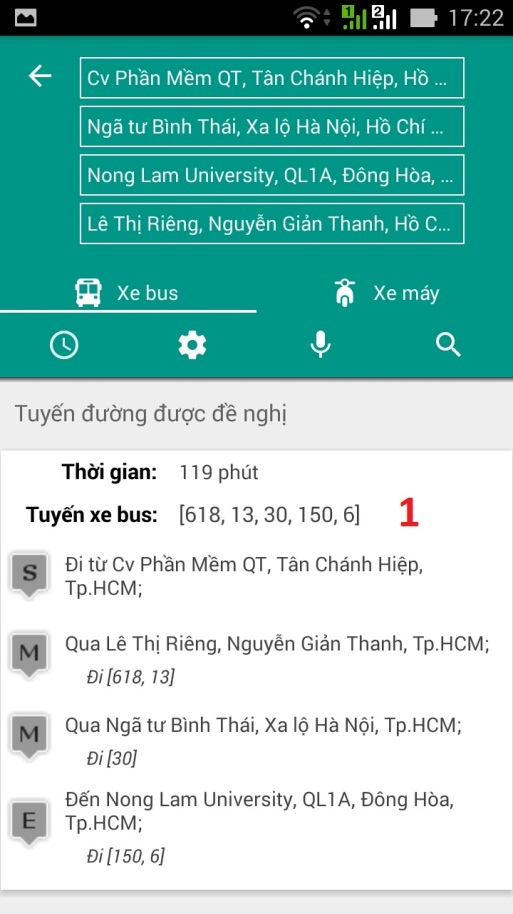 1 2 17:22
Cv Phần Mềm QT, Tân Chánh Hiệp, Hồ ...
Ngã tư Bình Thái, Xa lộ Hà Nội, Hồ Chí ...
Nong Lam University, QL1A, Đông Hòa, ...
Lê Thị Riêng, Nguyễn Giản Thanh, Hồ C...
Xe bus Xe máy
Tuyến đường được đề nghị
Thời gian: 119 phút
Tuyến xe bus: [618, 13, 30, 150, 6] 1
S Đi từ Cv Phần Mềm QT, Tân Chánh Hiệp,
Tp.HCM;
M Qua Lê Thị Riêng, Nguyễn Giản Thanh, Tp.HCM;
Đi [618, 13]
M Qua Ngã tư Bình Thái, Xa lộ Hà Nội, Tp.HCM;
Đi [30]
E Đến Nong Lam University, QL1A, Đông Hòa,
Tp.HCM;
Đi [150, 6]